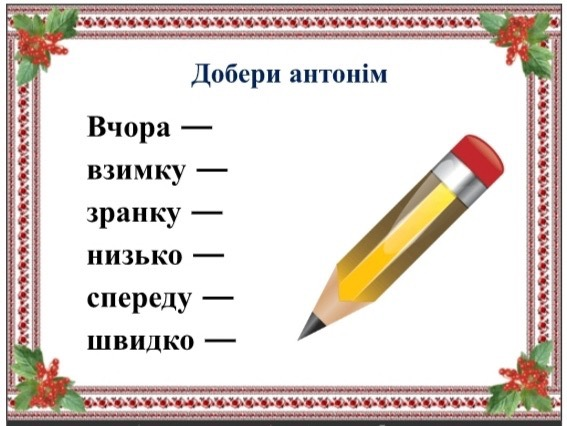 Добери антонім
Вчора —
взимку —
зранку —
низько —
спереду —
швидко —